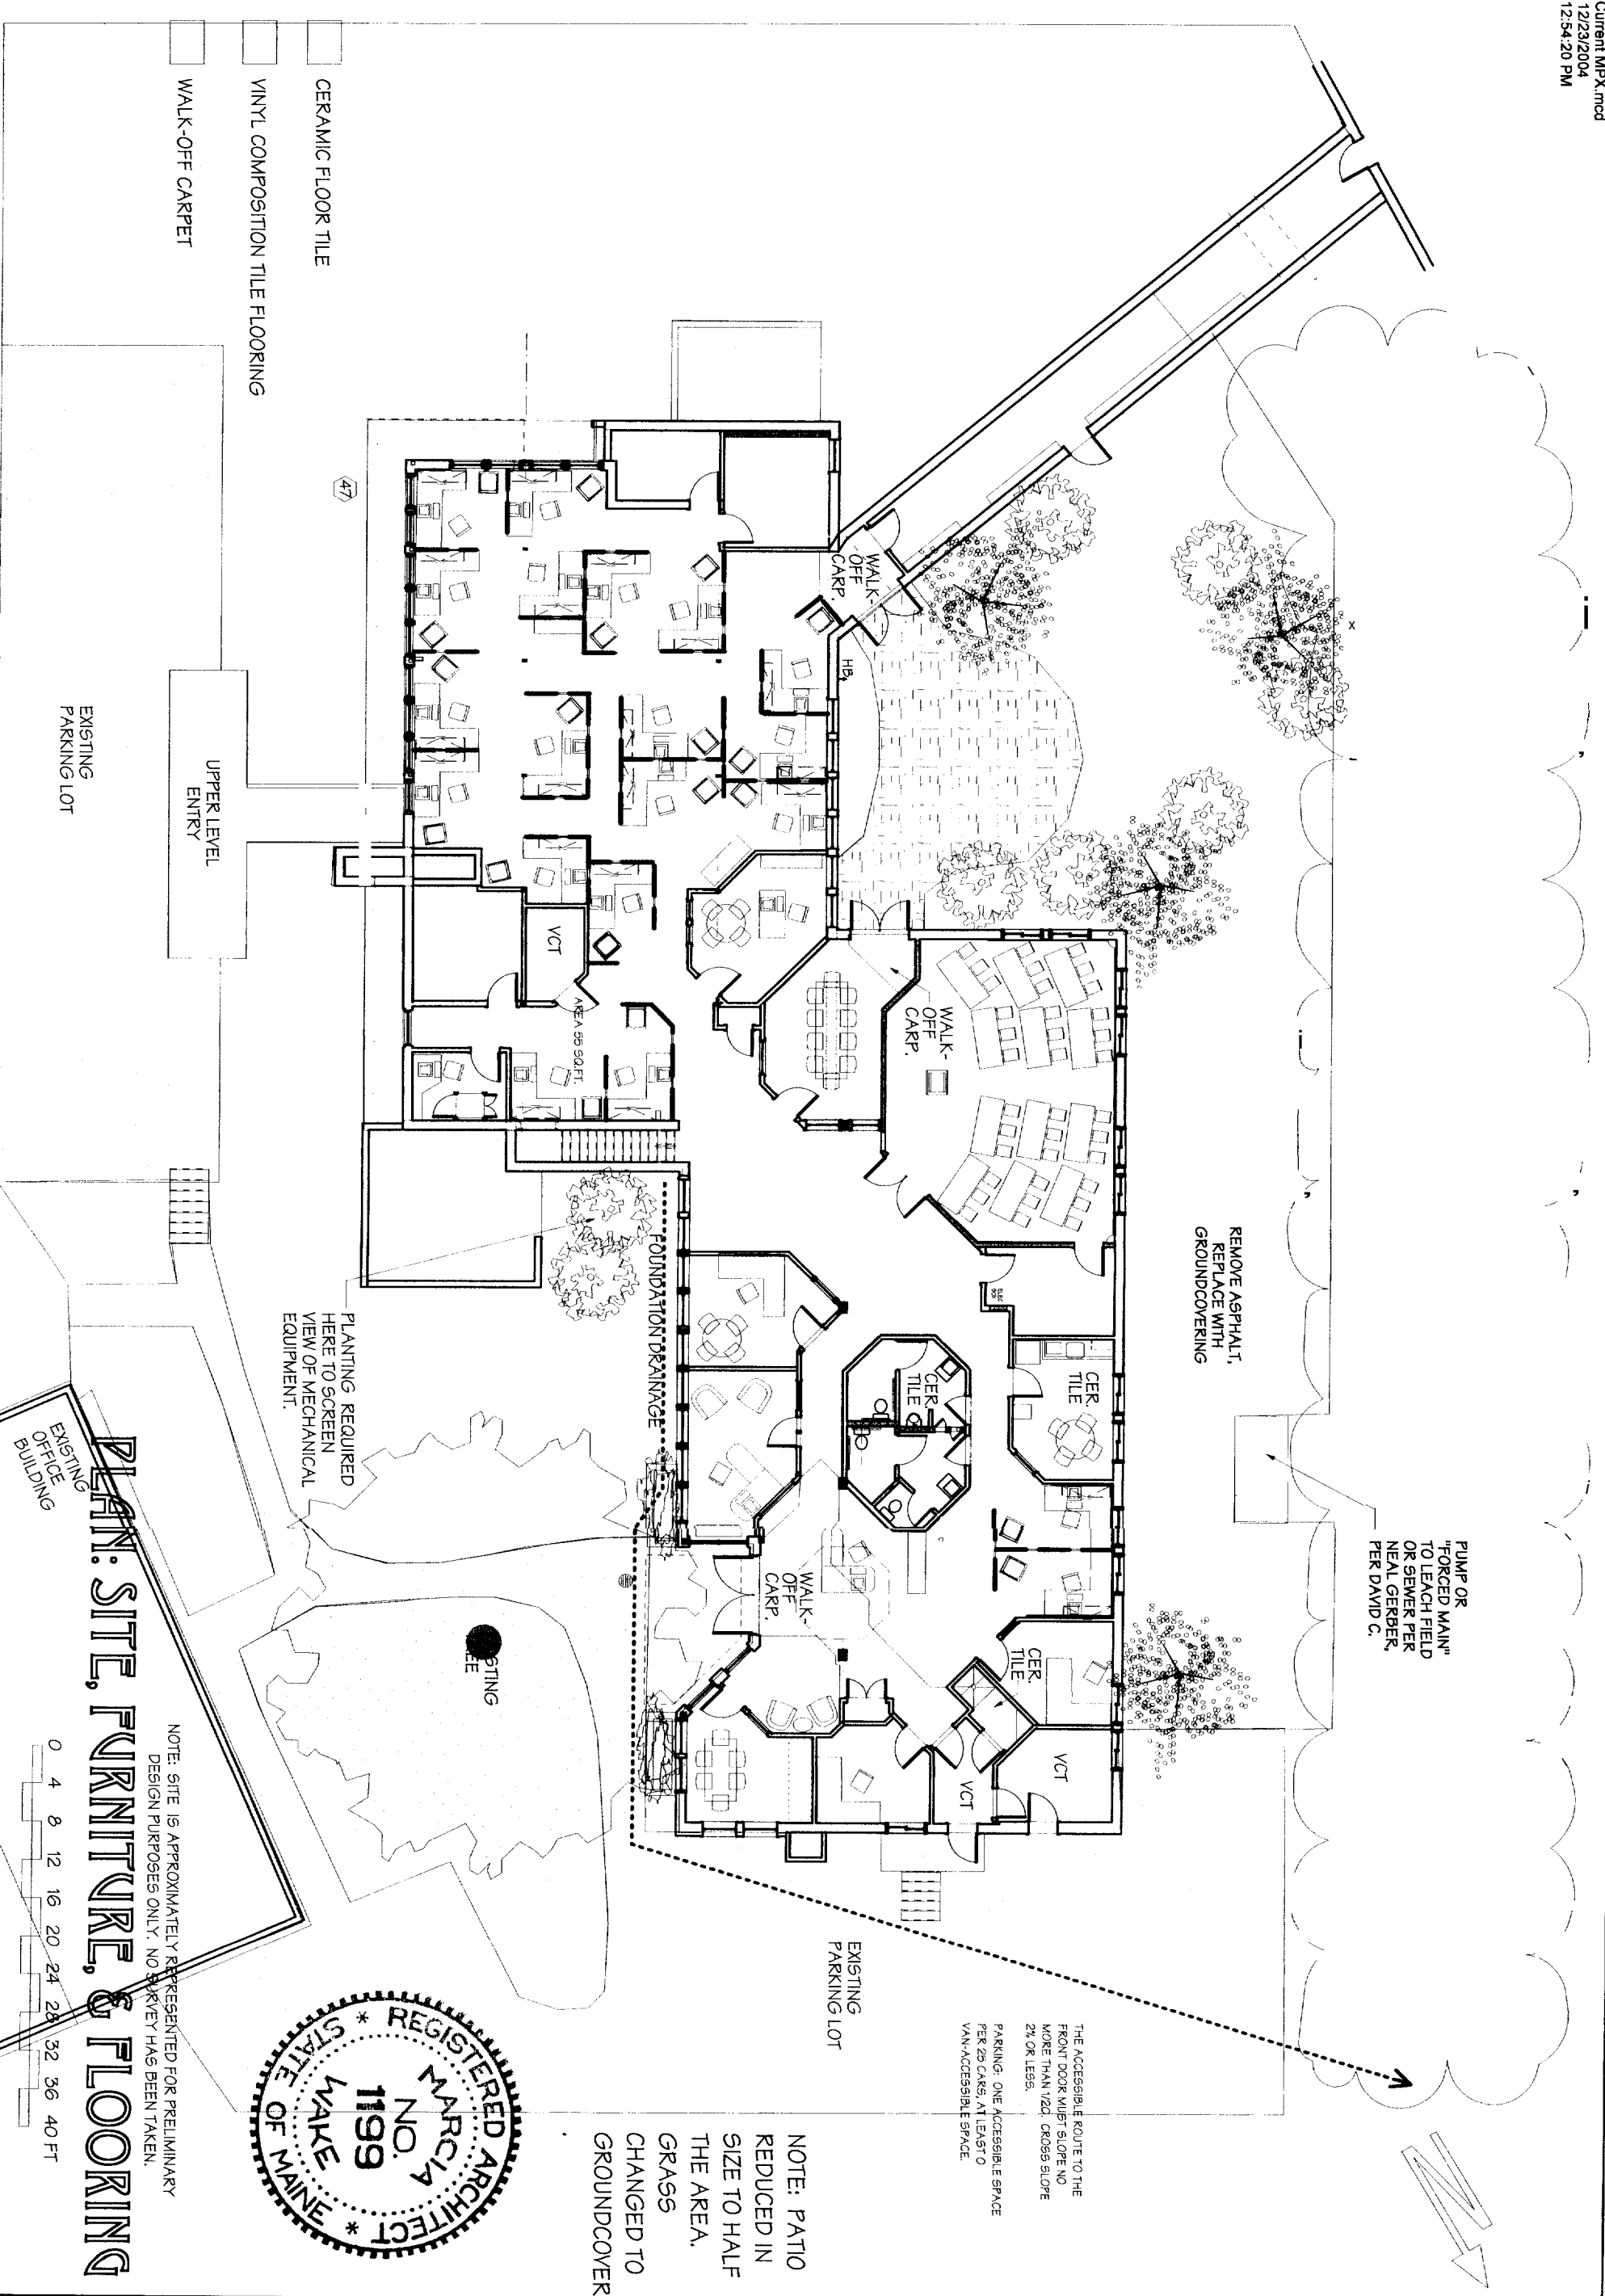 Current MPX.mcd
12/23/2004
12:54:20 PM
CERAMIC FLOOR TILE
VINYL COMPOSITION TILE FLOORING
WALK-OFF CARPET
47
EXISTING
PARKING LOT
UPPER LEVEL
ENTRY
WALK-
OFF
CARP.
HB
VCT
AREA 55 SQ.FT.
WALK-
OFF
CARP.
REMOVE ASPHALT,
REPLACE WITH
GROUNDCOVERING
PUMP OR
"FORCED MAIN"
TO LEACH FIELD
OR SEWER PER
NEAL GERBER,
PER DAVID C.
FOUNDATION DRAINAGE
PLANTING REQUIRED
HERE TO SCREEN
VIEW OF MECHANICAL
EQUIPMENT.
CER.
TILE
CER.
TILE
WALK-
OFF
CARP.
CER.
TILE
VCT
VCT
STING
EE
EXISTING
OFFICE
BUILDING
EXISTING
PARKING LOT
THE ACCESSIBLE ROUTE TO THE
FRONT DOOR MUST SLOPE NO
MORE THAN 1/20. CROSS SLOPE
2% OR LESS.
PARKING: ONE ACCESSIBLE SPACE
PER 25 CARS, AT LEAST 0
VAN-ACCESSIBLE SPACE.
NOTE: PATIO
REDUCED IN
SIZE TO HALF
THE AREA.
GRASS
CHANGED TO
GROUNDCOVER
REGISTERED ARCHITECT
MARCIA
NO.
1199
WAKE
* STATE OF MAINE *
PLAN: SITE, FURNITURE, & FLOORING
NOTE: SITE IS APPROXIMATELY REPRESENTED FOR PRELIMINARY
DESIGN PURPOSES ONLY. NO SURVEY HAS BEEN TAKEN.
0 4 8 12 16 20 24 28 32 36 40 FT